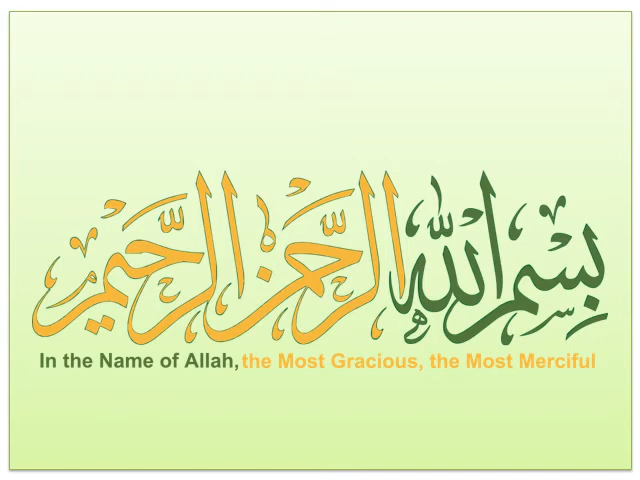 بسم الله الرحمن الرحيم
In the Name of Allah, the Most Gracious, the Most Merciful